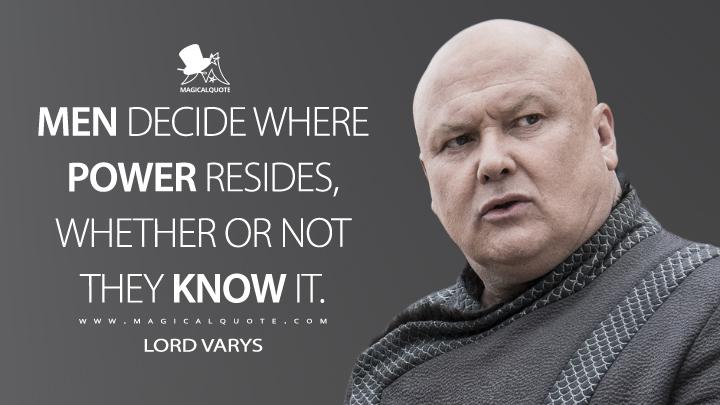 MAGICALQUOTE
MEN DECIDE WHERE
POWER RESIDES,
WHETHER OR NOT
THEY KNOW IT.
WWW.MAGICALQUOTE.COM
LORD VARYS